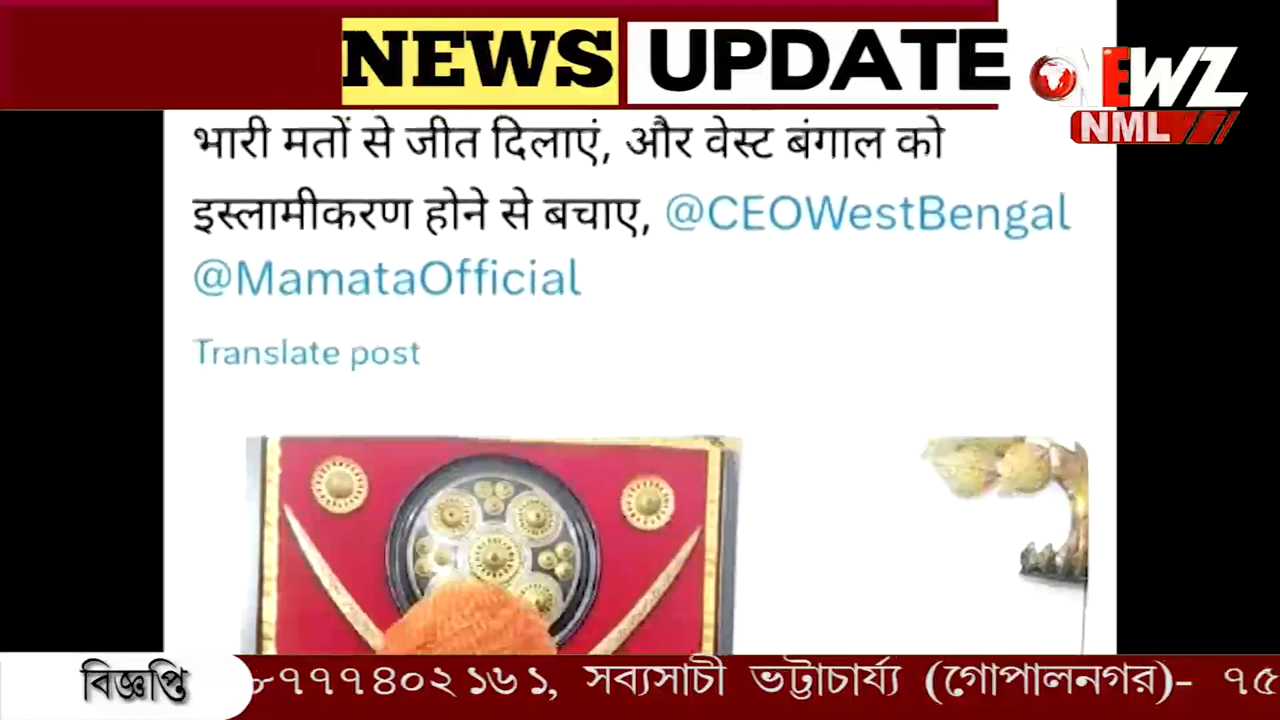 NEWS UPDATE
NEWZ
NML
भारी मतों से जीत दिलाएं, और वेस्ट बंगाल को
इस्लामीकरण होने से बचाए, @CEOWestBengal
@MamataOfficial
Translate post
বিজ্ঞপ্তি
৮৭৭৭৪০২১৬১, সব্যসাচী ভট্টাচার্য্য (গোপালনগর)- ৭৫